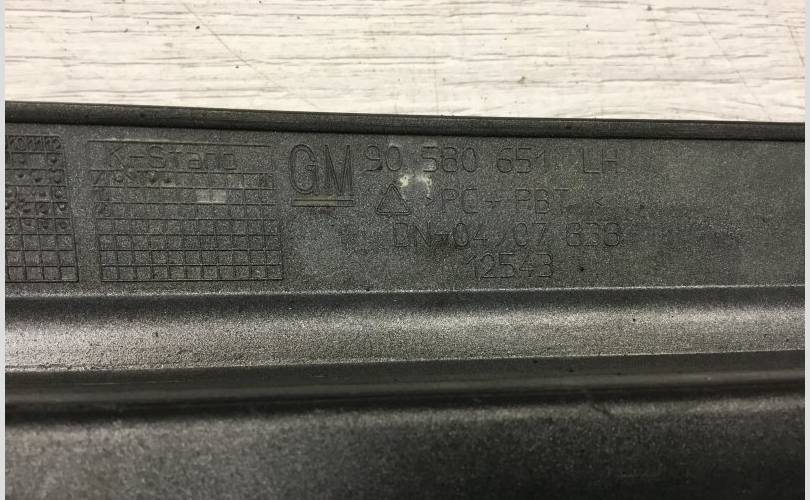 K-Stand
GM 90 580 651 LH
>PC+PBT<
DN-04/07 838
12543